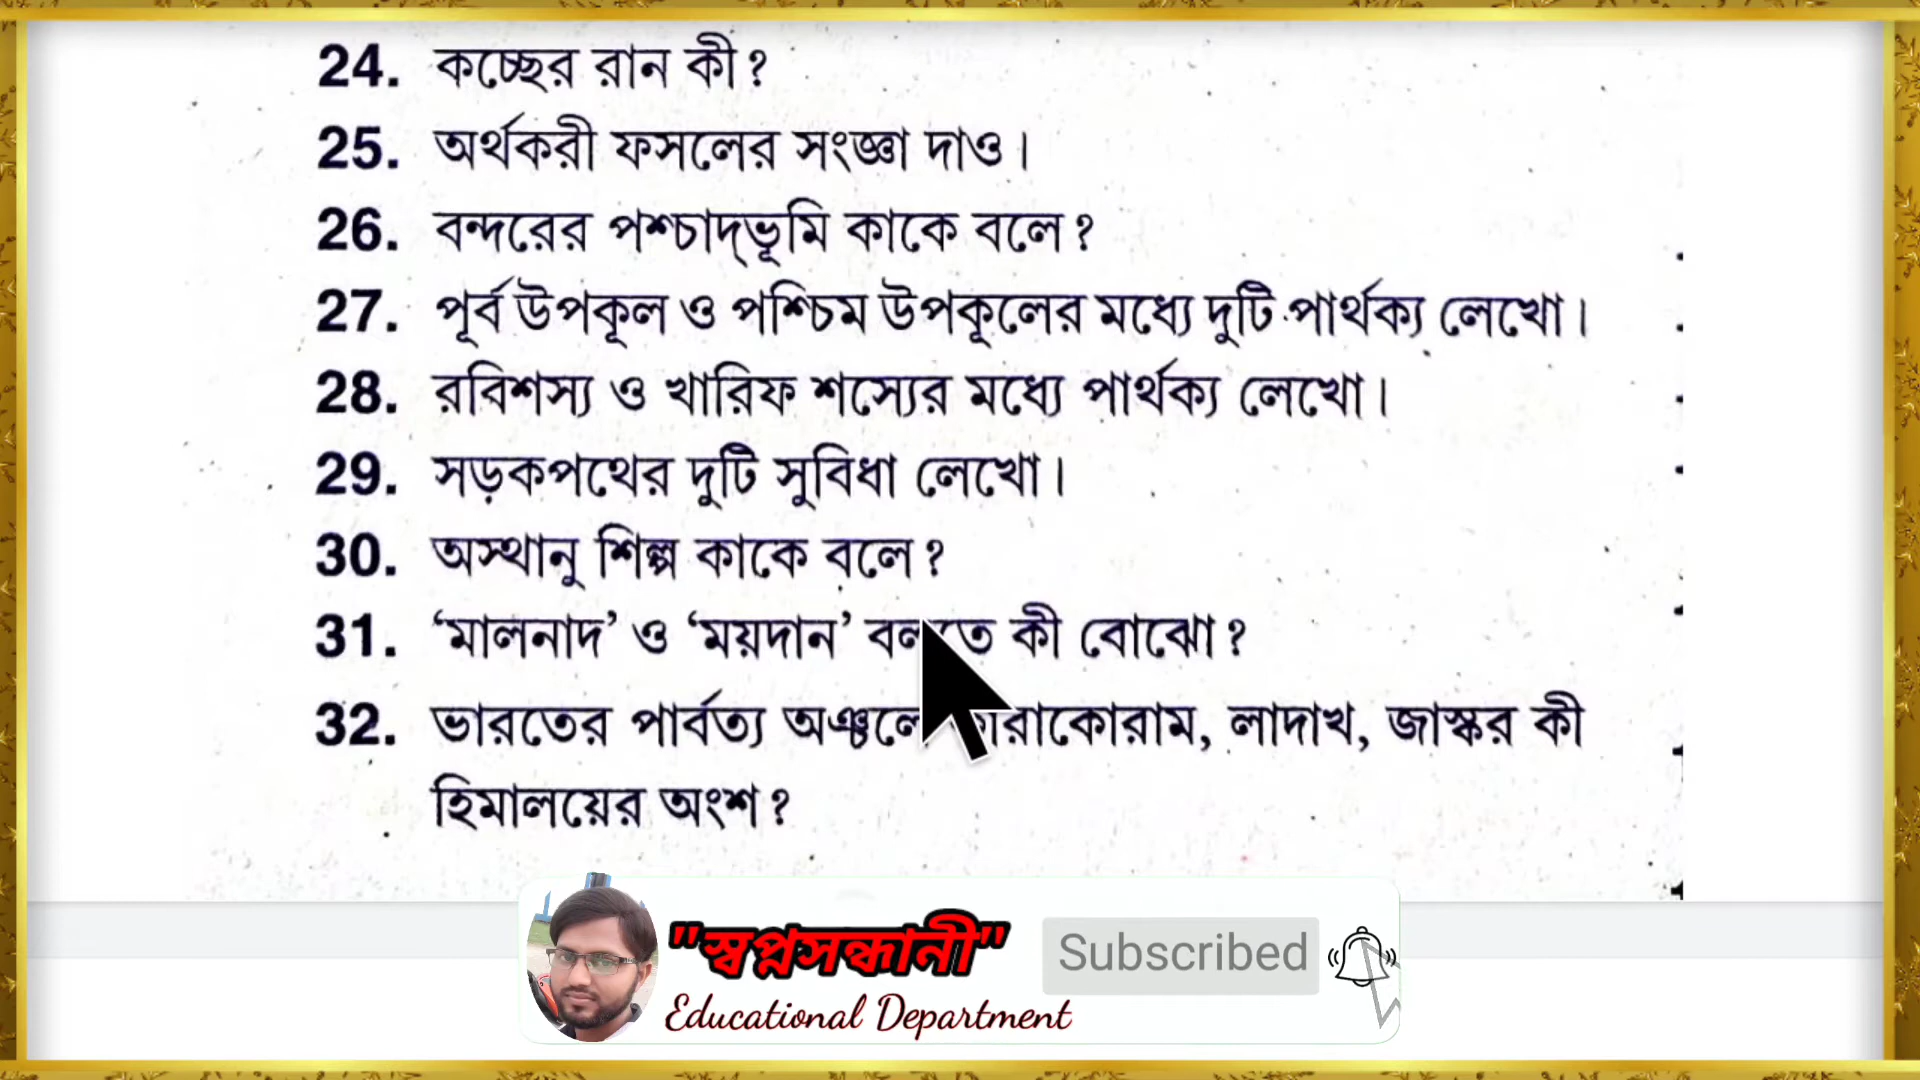 24. কচ্ছের রান কী?
25. অর্থকরী ফসলের সংজ্ঞা দাও।
26. বন্দরের পশ্চাদ্‌ভূমি কাকে বলে?
27. পূর্ব উপকূল ও পশ্চিম উপকূলের মধ্যে দুটি পার্থক্য লেখো।
28. রবিশস্য ও খারিফ শস্যের মধ্যে পার্থক্য লেখো।
29. সড়কপথের দুটি সুবিধা লেখো।
30. অস্থানু শিল্প কাকে বলে?
31. ‘মালনাদ’ ও ‘ময়দান’ বলতে কী বোঝো?
32. ভারতের পার্বত্য অঞ্চলে কারাকোরাম, লাদাখ, জাস্কর কী
হিমালয়ের অংশ?
"স্বপ্নসন্ধানী"
Educational Department
Subscribed